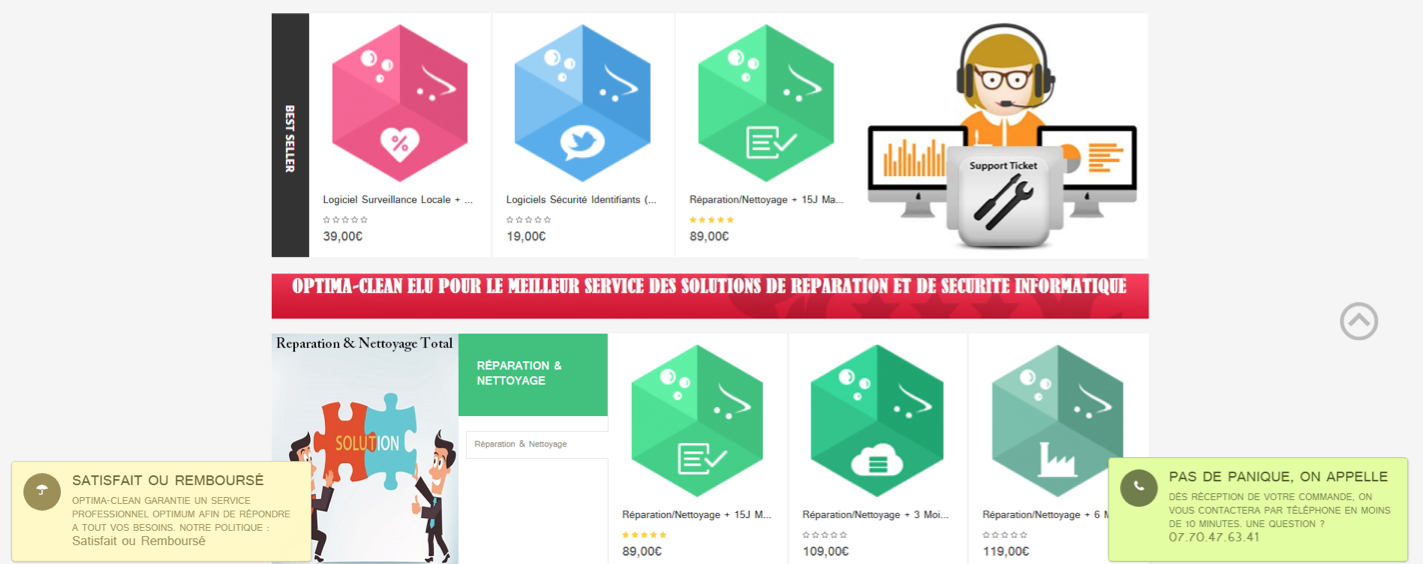 BEST SELLER
Logiciel Surveillance Locale + ...
39,00€
Logiciels Sécurité Identifiants (...
19,00€
Réparation/Nettoyage + 15J Ma...
89,00€
Support Ticket
OPTIMA-CLEAN ELU POUR LE MEILLEUR SERVICE DES SOLUTIONS DE REPARATION ET DE SECURITE INFORMATIQUE
Reparation & Nettoyage Total
SOLUTION
RÉPARATION &
NETTOYAGE
Réparation & Nettoyage
Réparation/Nettoyage + 15J M...
89,00€
Réparation/Nettoyage + 3 Moi...
109,00€
Réparation/Nettoyage + 6 M
119,00€
SATISFAIT OU REMBOURSÉ
OPTIMA-CLEAN GARANTIE UN SERVICE
PROFESSIONNEL OPTIMUM AFIN DE RÉPONDRE
A TOUT VOS BESOINS. NOTRE POLITIQUE :
Satisfait ou Remboursé
PAS DE PANIQUE, ON APPELLE
DÈS RÉCEPTION DE VOTRE COMMANDE, ON
VOUS CONTACTERA PAR TÉLÉPHONE EN MOINS
DE 10 MINUTES. UNE QUESTION ?
07.70.47.63.41